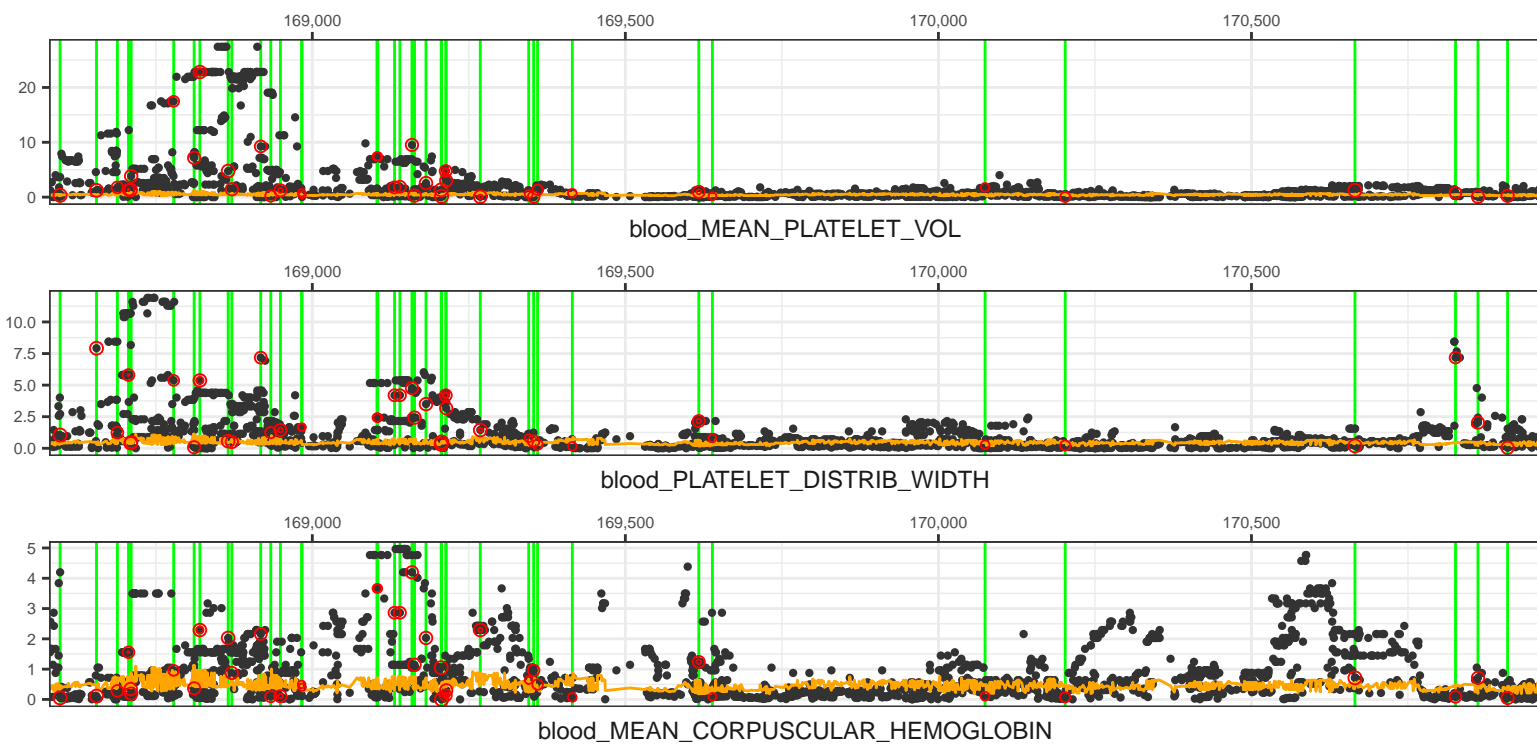 169,000 169,500 170,000 170,500
20
10
0
blood_MEAN_PLATELET_VOL
169,000 169,500 170,000 170,500
10.0
7.5
5.0
2.5
0.0
blood_PLATELET_DISTRIB_WIDTH
169,000 169,500 170,000 170,500
5
4
3
2
1
0
blood_MEAN_CORPUSCULAR_HEMOGLOBIN